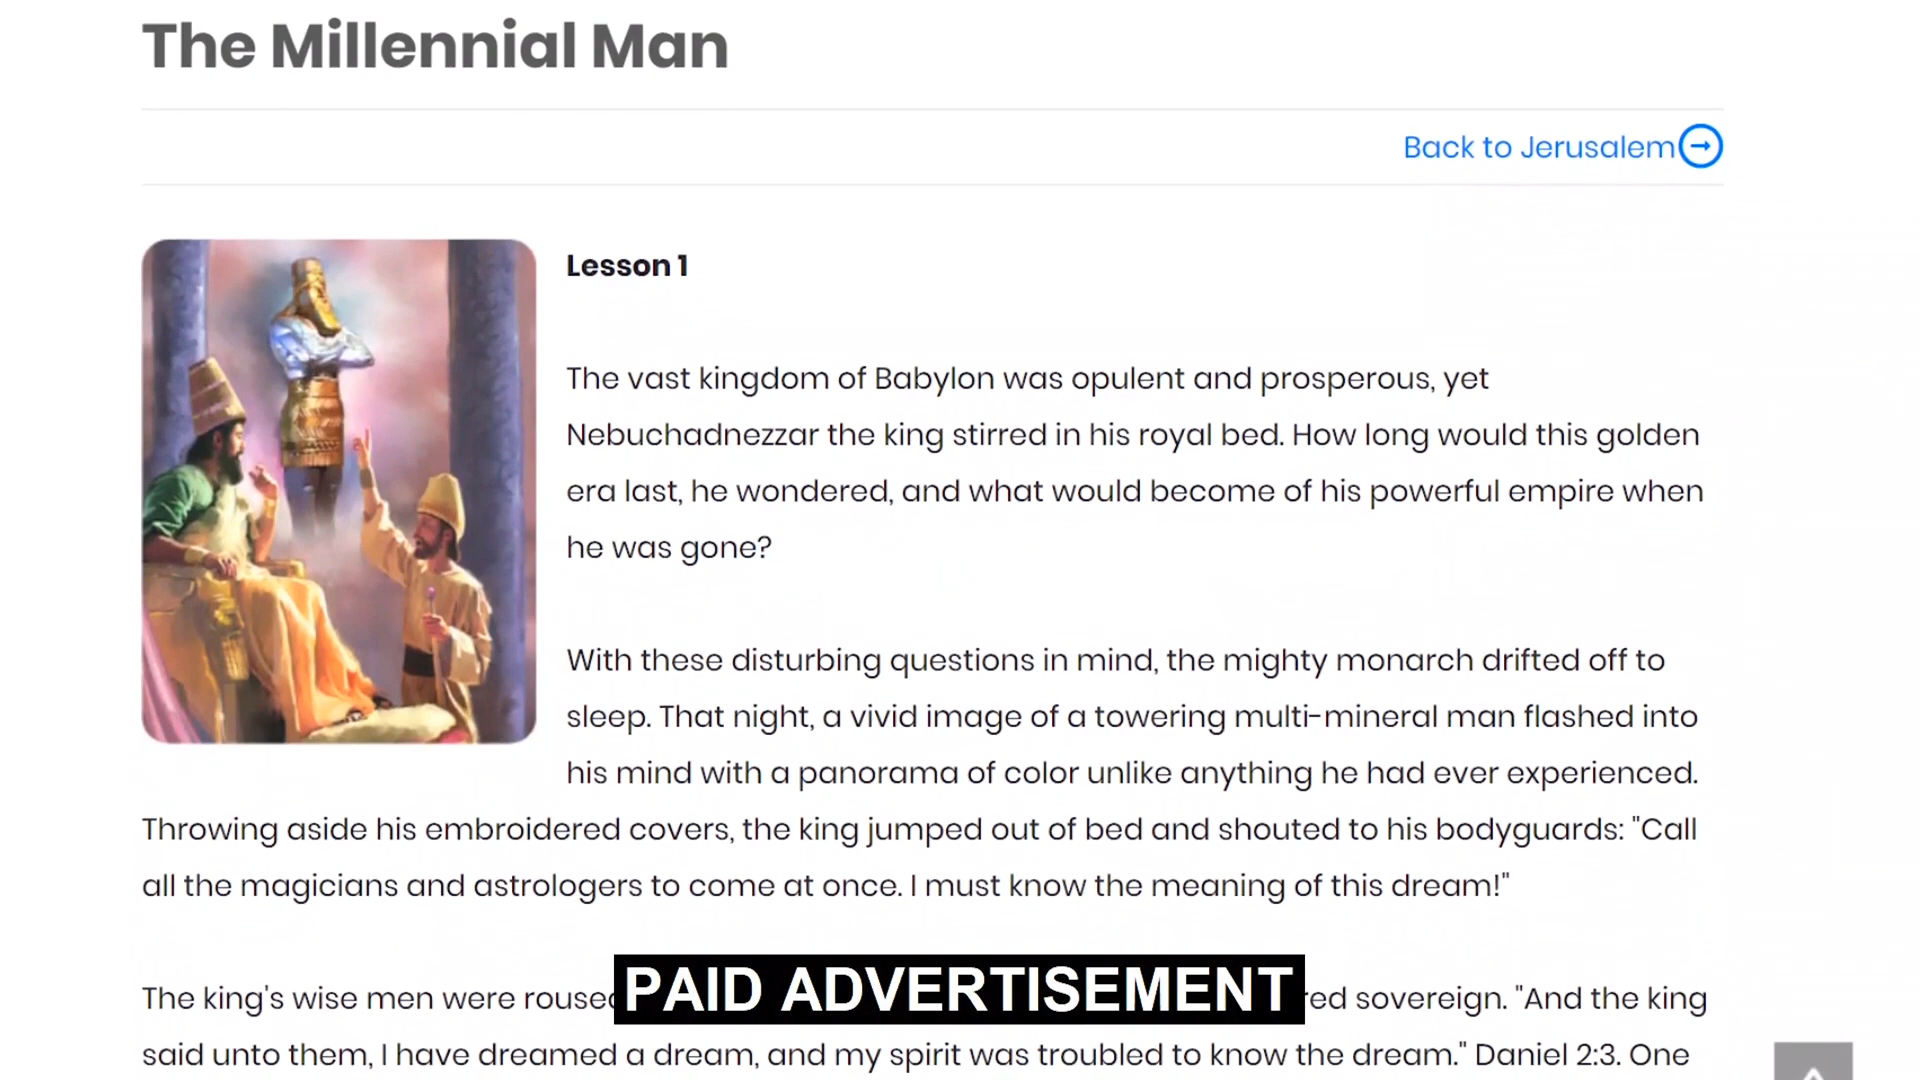 The Millennial Man
Back to Jerusalem
Lesson 1
The vast kingdom of Babylon was opulent and prosperous, yet
Nebuchadnezzar the king stirred in his royal bed. How long would this golden
era last, he wondered, and what would become of his powerful empire when
he was gone?
With these disturbing questions in mind, the mighty monarch drifted off to
sleep. That night, a vivid image of a towering multi-mineral man flashed into
his mind with a panorama of color unlike anything he had ever experienced.
Throwing aside his embroidered covers, the king jumped out of bed and shouted to his bodyguards: "Call
all the magicians and astrologers to come at once. I must know the meaning of this dream!"
The king's wise men were sovereign. "And the king
PAID ADVERTISEMENT
said unto them, I have dreamed a dream, and my spirit was troubled to know the dream." Daniel 2:3. One